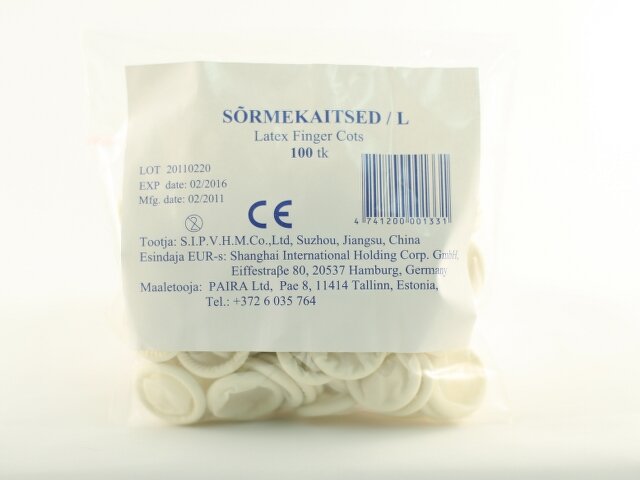 SÕRMEKAITSED / L
Latex Finger Cots
100 tk
LOT 20110220
EXP date: 02/2016
Mfg. date: 02/2011
CE
4 741200 001331
Tootja: S.I.P.V.H.M.Co.,Ltd, Suzhou, Jiangsu, China
Esindaja EUR-s: Shanghai International Holding Corp. GmbH,
Eiffestraße 80, 20537 Hamburg, Germany
Maaletooja: PAIRA Ltd, Pae 8, 11414 Tallinn, Estonia,
Tel.: +372 6 035 764